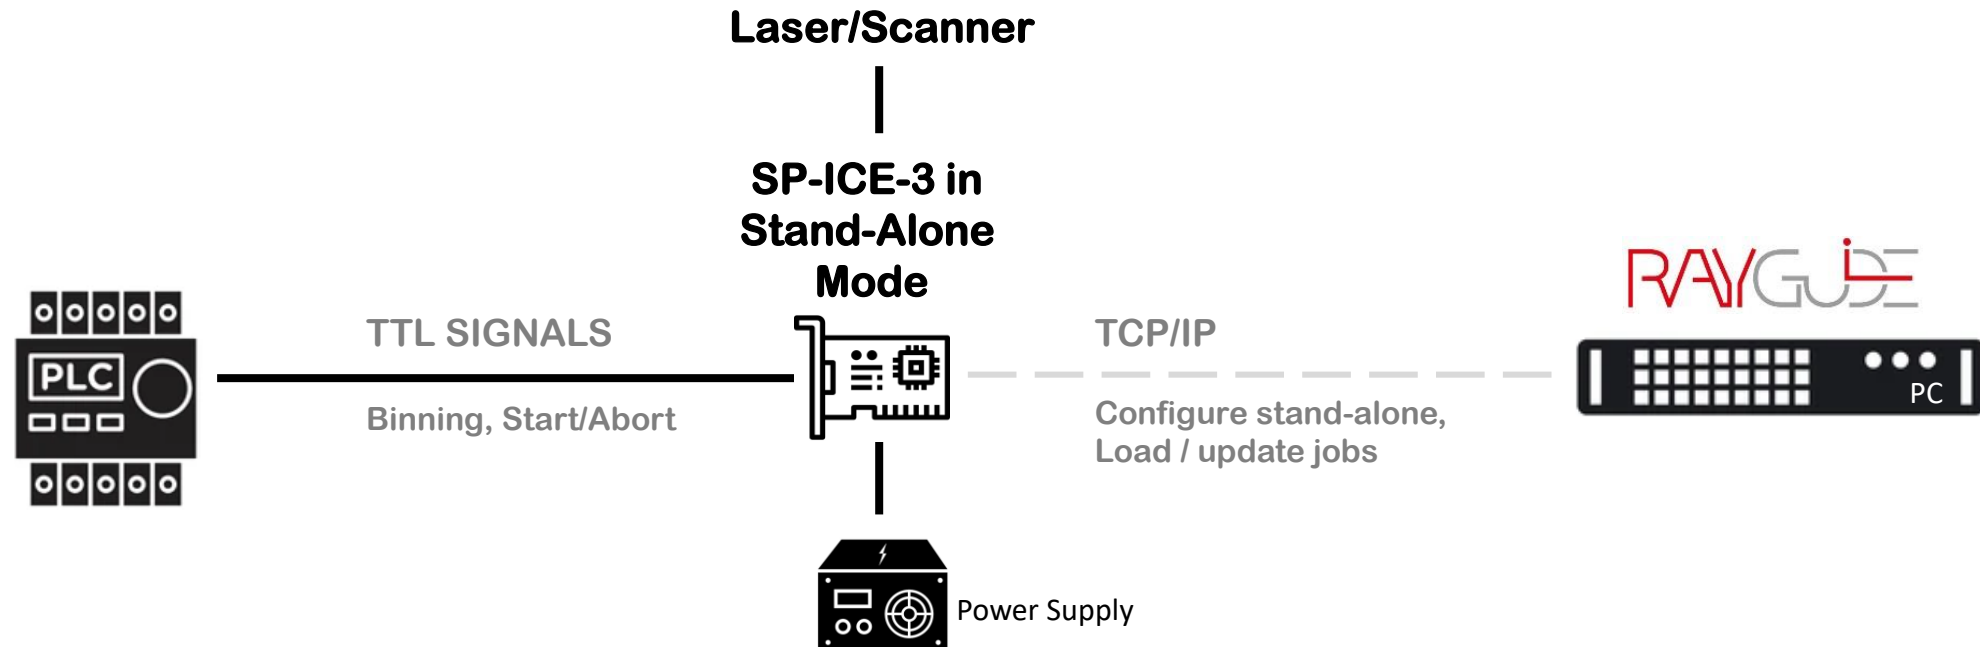 Laser/Scanner
SP-ICE-3 in
Stand-Alone
Mode
TTL SIGNALS
Binning, Start/Abort
PLC
TCP/IP
Configure stand-alone,
Load / update jobs
RAYGUIDE
PC
Power Supply